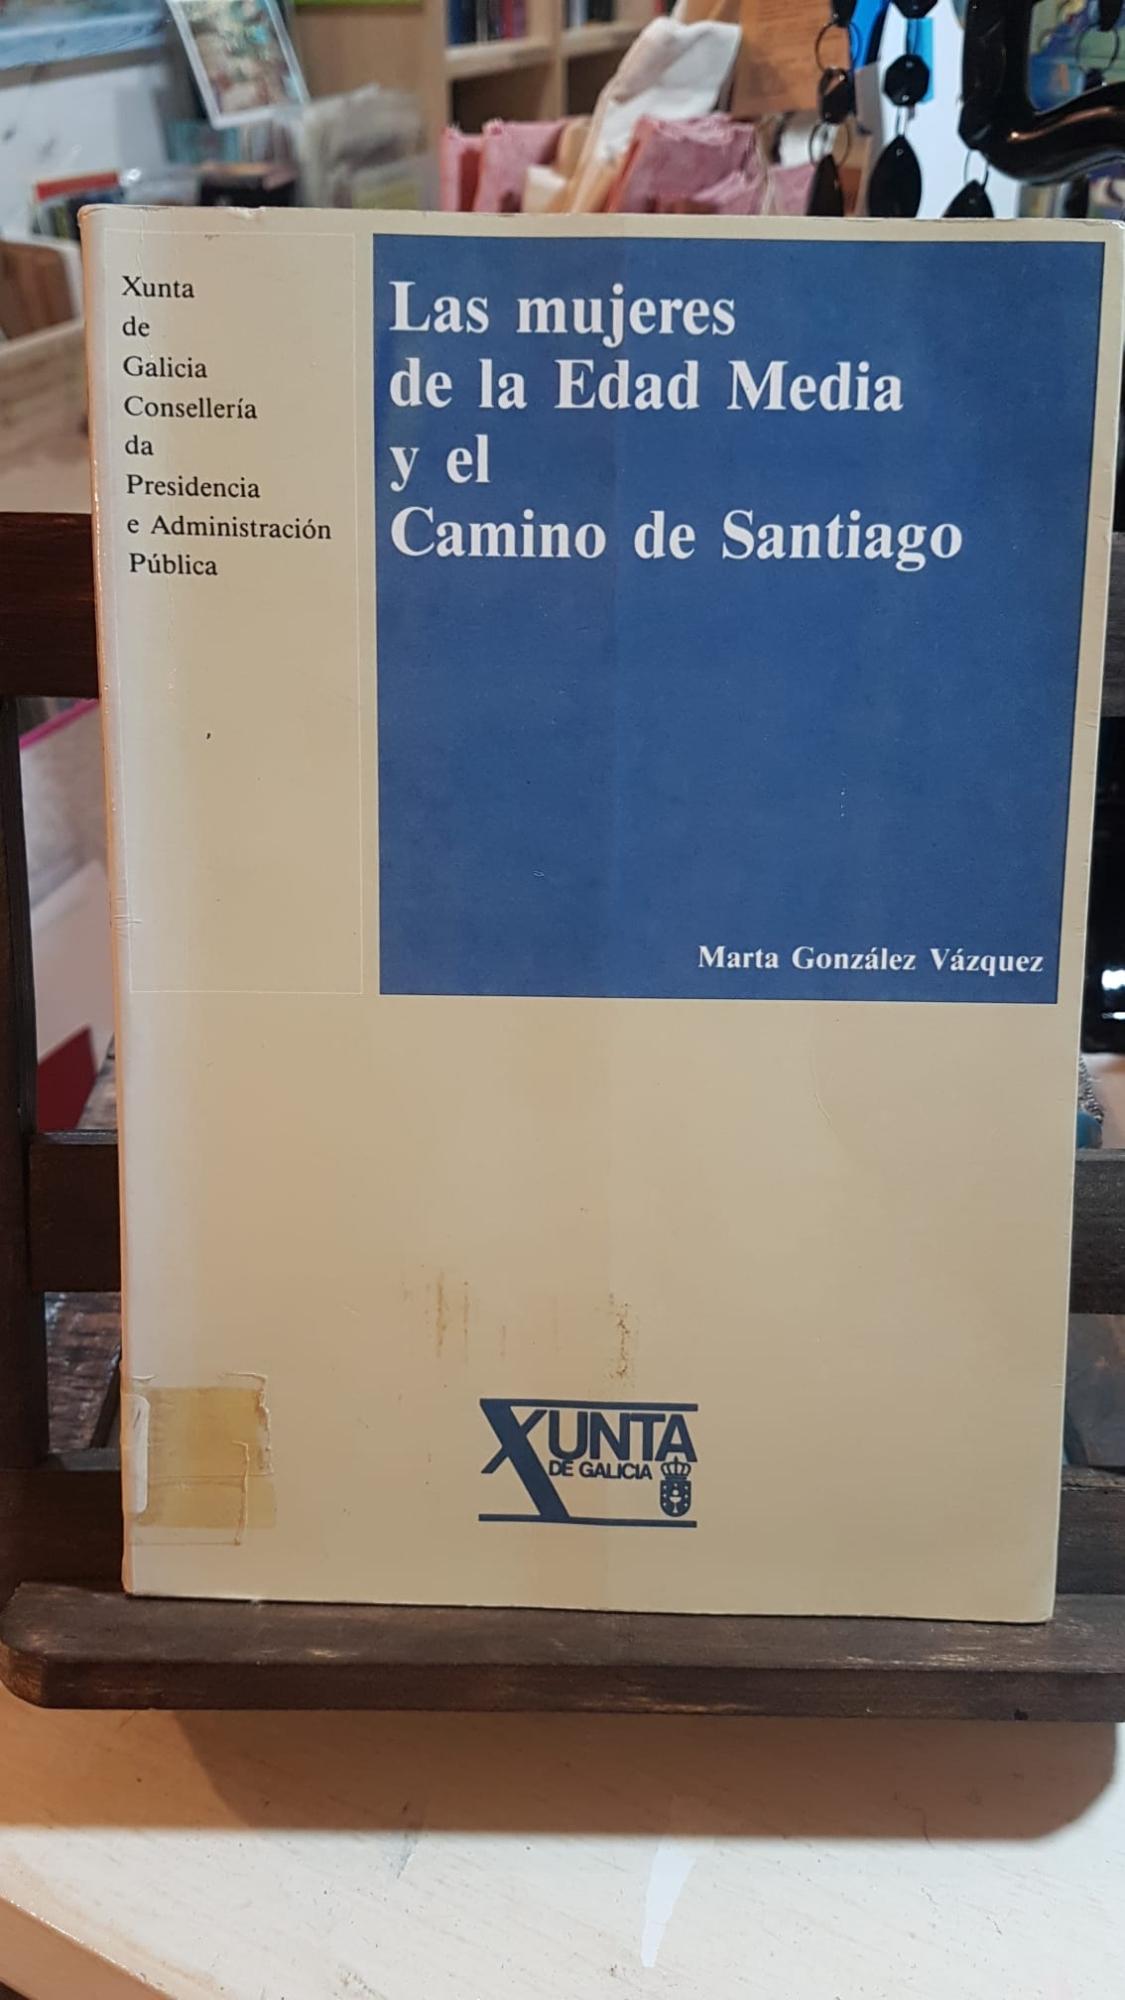 Xunta
de
Galicia
Consellería
da
Presidencia
e Administración
Pública
Las mujeres
de la Edad Media
y el
Camino de Santiago
Marta González Vázquez
XUNTA
DE GALICIA